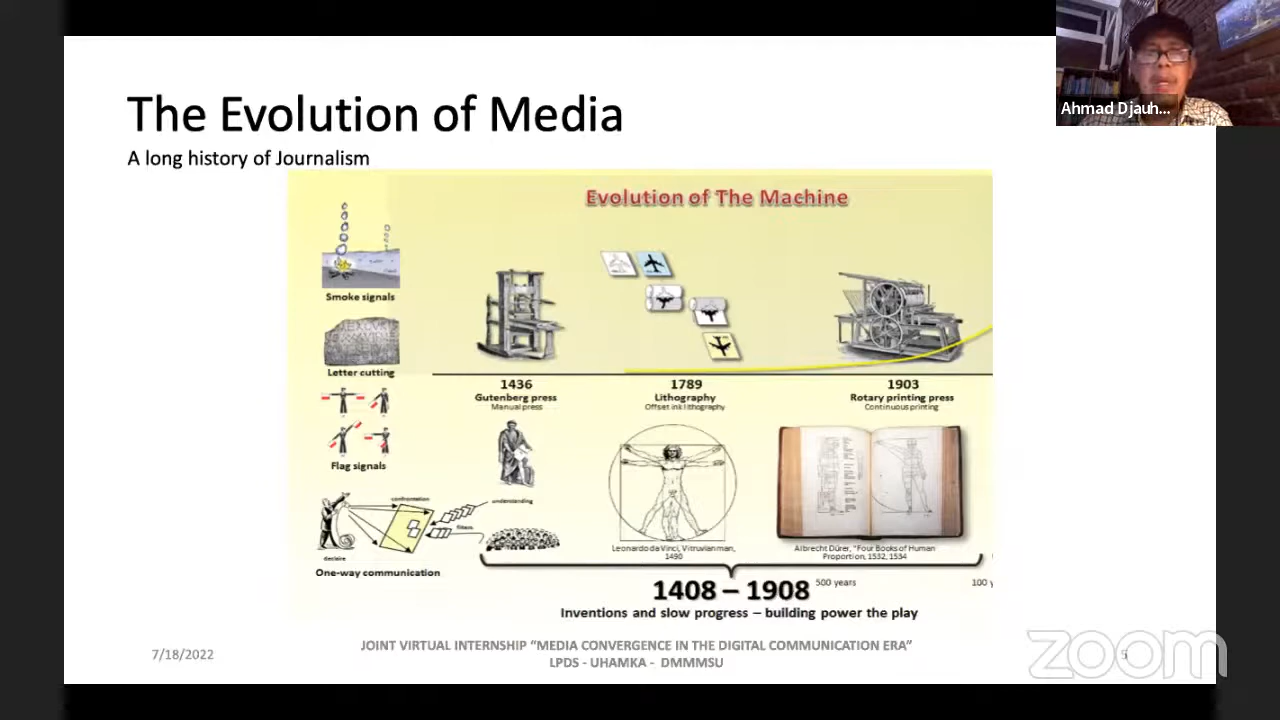 The Evolution of Media
A long history of Journalism
Ahmad Djauh...
Evolution of The Machine
Smoke signals
Letter cutting
Flag signals
1436
Gutenberg press
Manual press
1789
Lithography
Offset ink lithography
1903
Rotary printing press
Continuous printing
confrontation
understanding
filters
desire
One-way communication
Leonardo da Vinci, Vitruvian man,
1490
Albrecht Dürer, "Four Books of Human
Proportion, 1532, 1534
1408 – 1908
500 years
100 y
Inventions and slow progress – building power the play
7/18/2022
JOINT VIRTUAL INTERNSHIP “MEDIA CONVERGENCE IN THE DIGITAL COMMUNICATION ERA”
LPDS - UHAMKA - DMMMSU
5
zoom